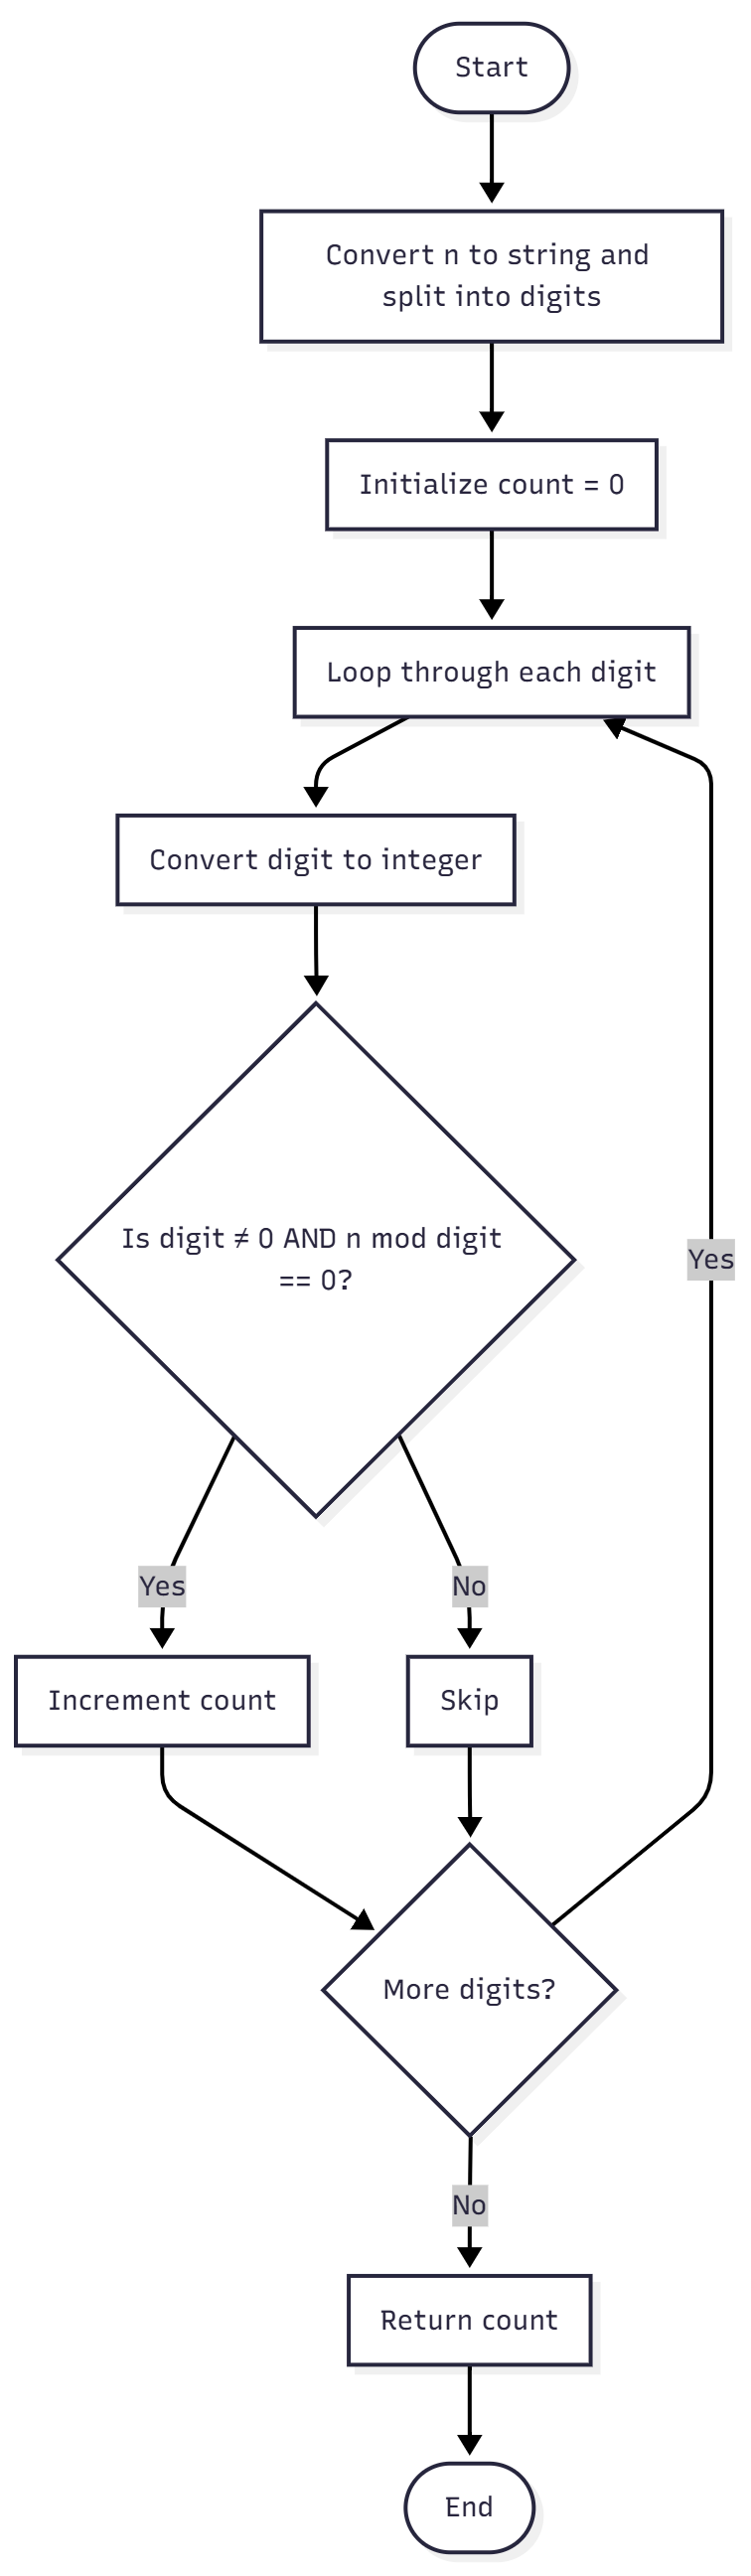 Start
Convert n to string and
split into digits
Initialize count = 0
Loop through each digit
Convert digit to integer
Is digit ≠ 0 AND n mod digit
== 0?
Yes
Yes
No
Increment count
Skip
More digits?
No
Return count
End